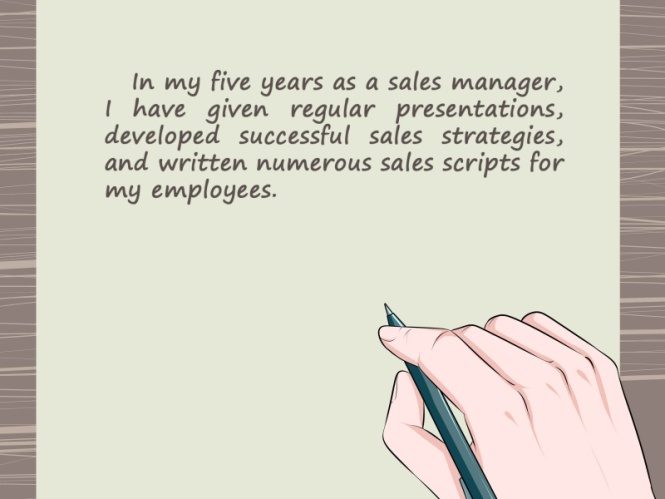 In my five years as a sales manager,
I have given regular presentations,
developed successful sales strategies,
and written numerous sales scripts for
my employees.